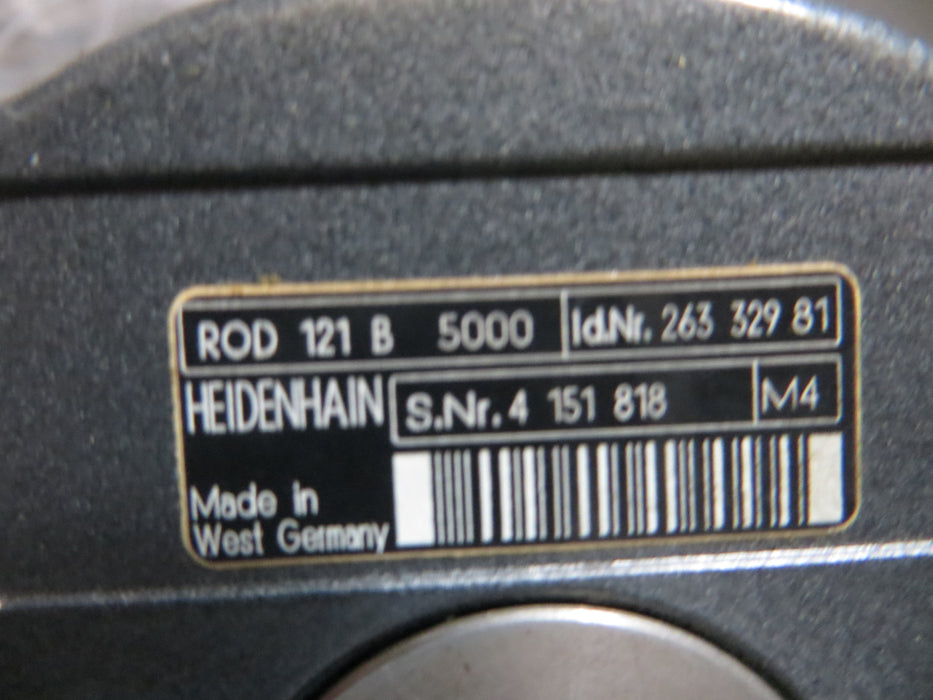 ROD 121 B 5000 Id.Nr. 263 329 81
HEIDENHAIN S.Nr. 4 151 818 M4
Made in
West Germany